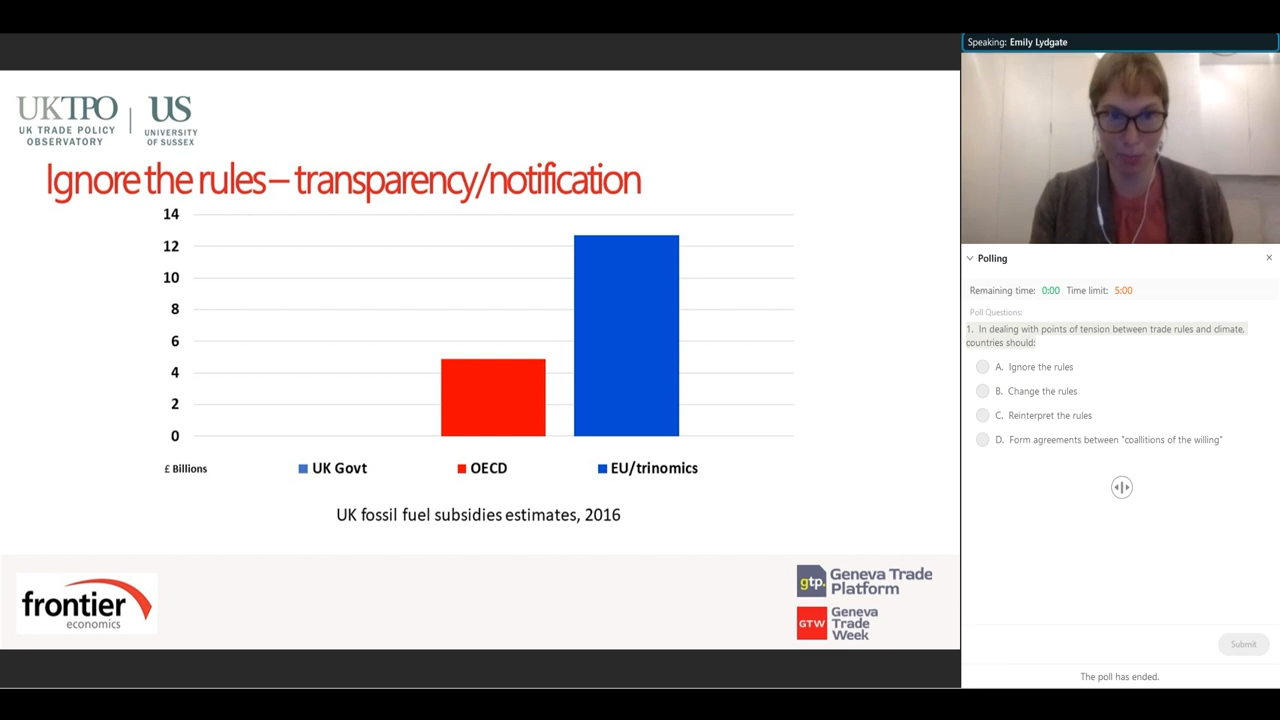 Speaking: Emily Lydgate
UKTPO
UK TRADE POLICY
OBSERVATORY
US
UNIVERSITY
OF SUSSEX
Ignore the rules – transparency/notification
14
12
10
8
6
4
2
0
£ Billions
UK Govt
OECD
EU/trinomics
UK fossil fuel subsidies estimates, 2016
frontier
economics
gtp.
Geneva Trade
Platform
GTW
Geneva
Trade
Week
Polling
Remaining time: 0:00 Time limit: 5:00
Poll Questions:
1. In dealing with points of tension between trade rules and climate,
countries should:
A. Ignore the rules
B. Change the rules
C. Reinterpret the rules
D. Form agreements between "coallitions of the willing"
Submit
The poll has ended.